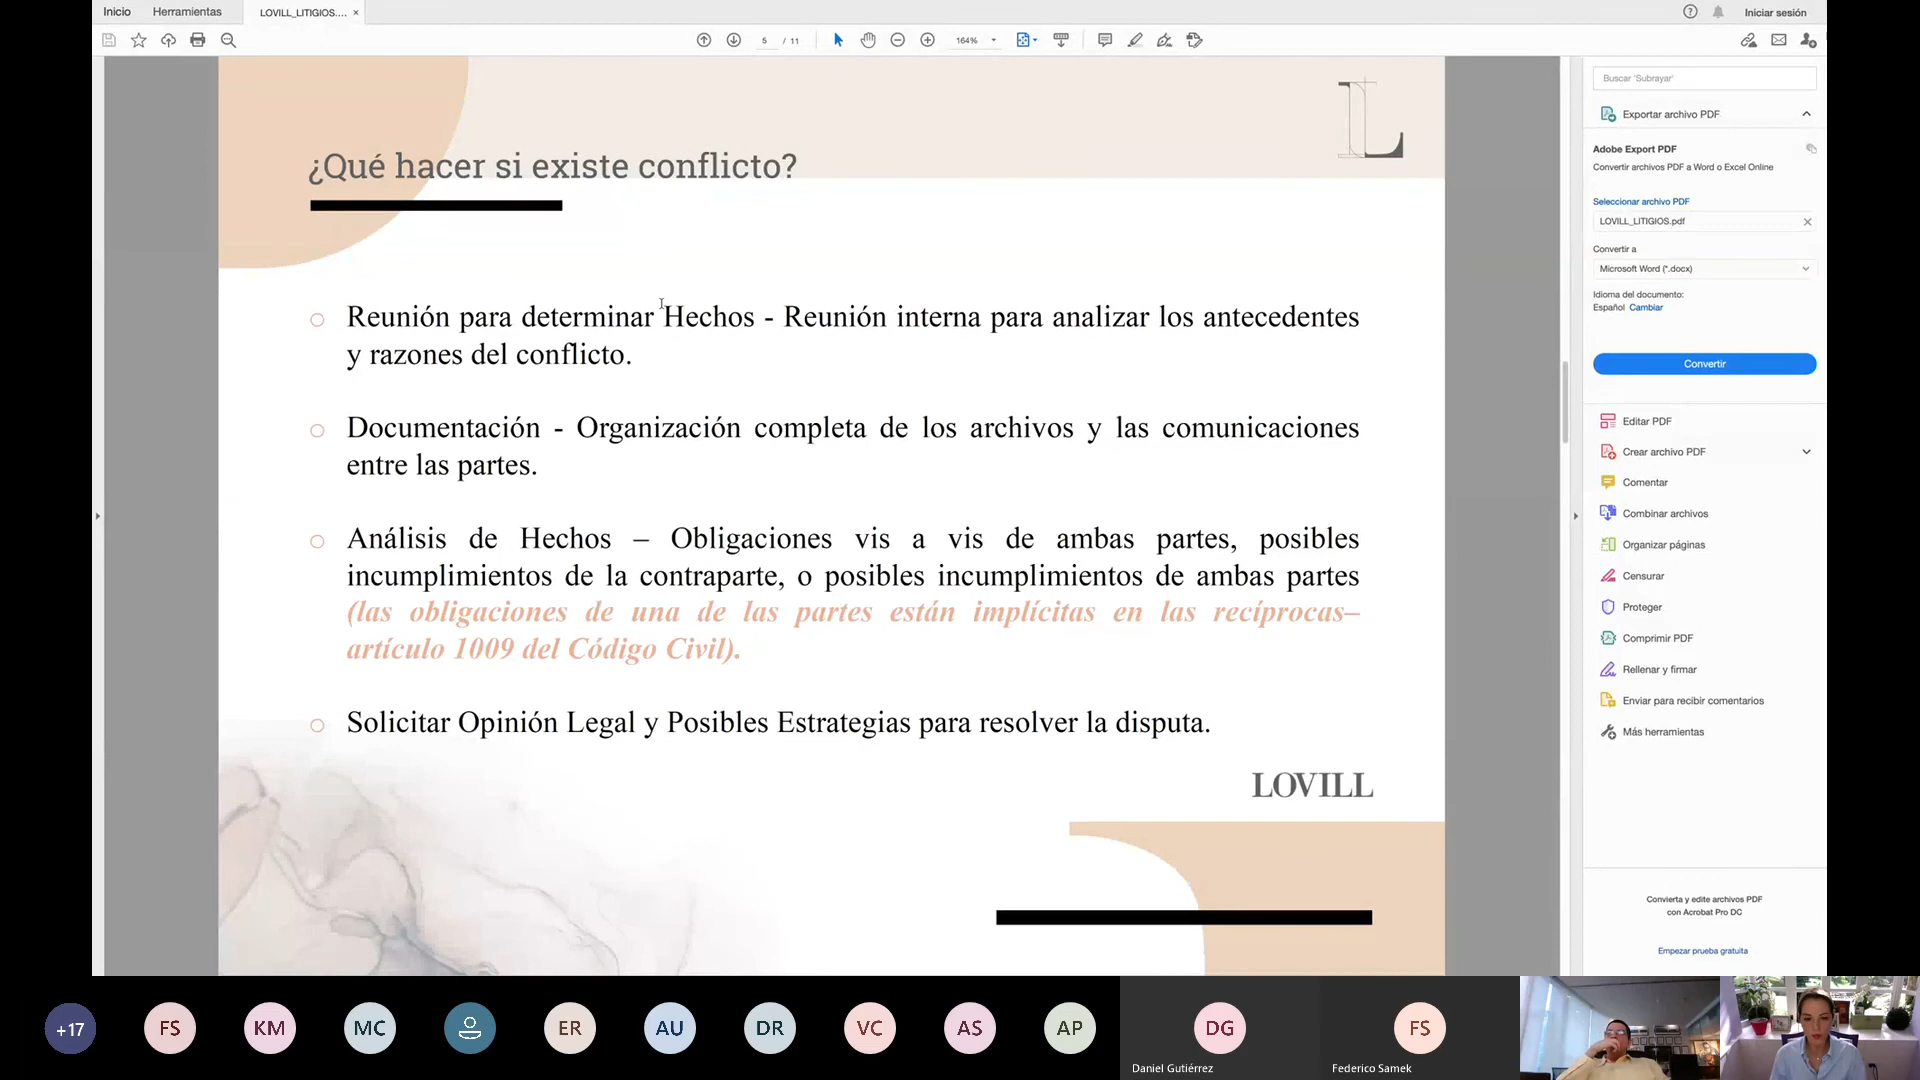 Inicio
Herramientas
LOVILL_LITIGIOS....
×
Iniciar sesión
5
/ 11
164%
¿Qué hacer si existe conflicto?
L
Reunión para determinar Hechos - Reunión interna para analizar los antecedentes
y razones del conflicto.
Documentación - Organización completa de los archivos y las comunicaciones
entre las partes.
Análisis de Hechos – Obligaciones vis a vis de ambas partes, posibles
incumplimientos de la contraparte, o posibles incumplimientos de ambas partes
(las obligaciones de una de las partes están implícitas en las recíprocas–
artículo 1009 del Código Civil).
Solicitar Opinión Legal y Posibles Estrategias para resolver la disputa.
LOVILL
Buscar 'Subrayar'
Exportar archivo PDF
Adobe Export PDF
Convertir archivos PDF a Word o Excel Online
Seleccionar archivo PDF
LOVILL_LITIGIOS.pdf
Convertir a
Microsoft Word (*.docx)
Idioma del documento:
Español Cambiar
Convertir
Editar PDF
Crear archivo PDF
Comentar
Combinar archivos
Organizar páginas
Censurar
Proteger
Comprimir PDF
Rellenar y firmar
Enviar para recibir comentarios
Más herramientas
Convierta y edite archivos PDF
con Acrobat Pro DC
Empezar prueba gratuita
+17
FS
KM
MC
ER
AU
DR
VC
AS
AP
DG
Daniel Gutiérrez
FS
Federico Samek